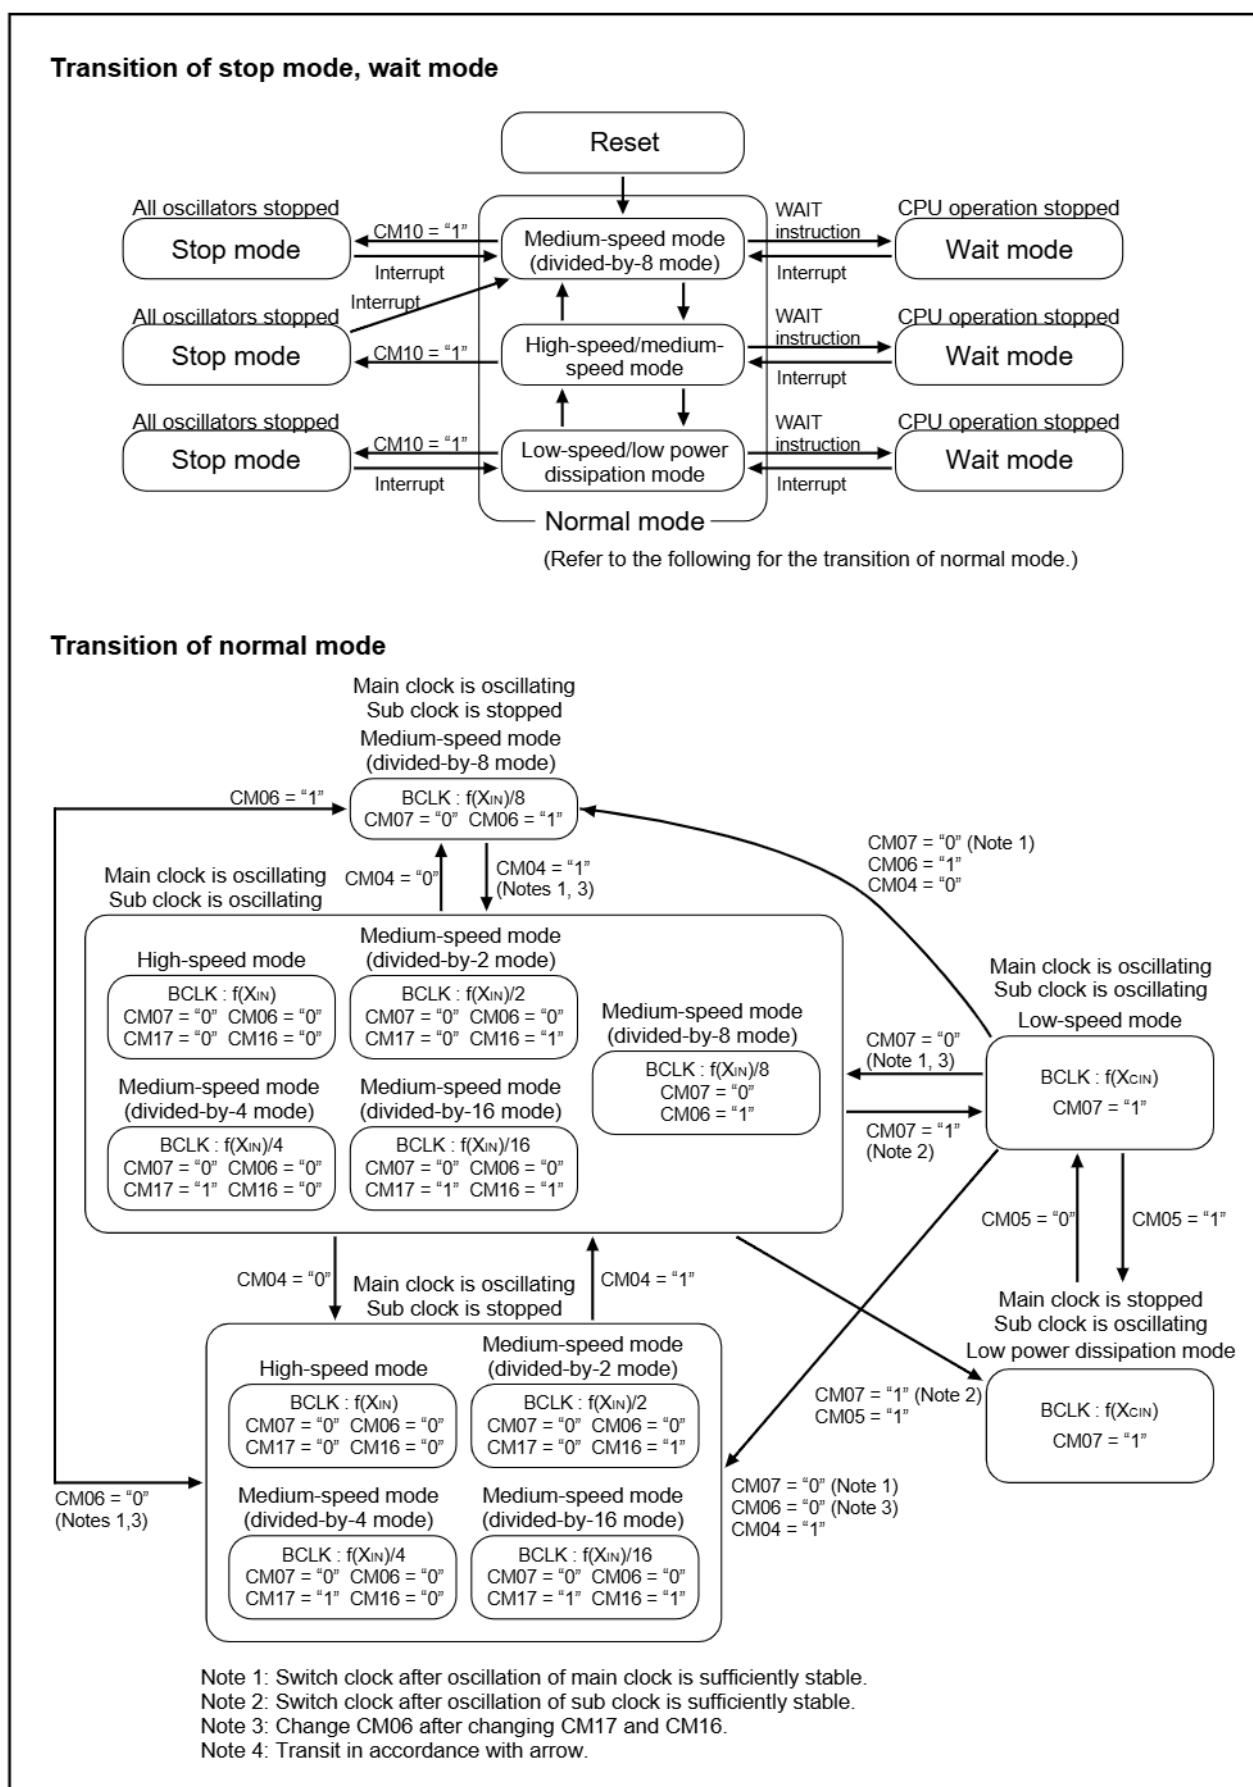 Transition of stop mode, wait mode
Reset
All oscillators stopped
Stop mode
CM10 = “1”
Interrupt
Medium-speed mode
(divided-by-8 mode)
WAIT
instruction
Interrupt
CPU operation stopped
Wait mode
Interrupt
All oscillators stopped
Stop mode
CM10 = “1”
High-speed/medium-
speed mode
WAIT
instruction
Interrupt
CPU operation stopped
Wait mode
All oscillators stopped
Stop mode
CM10 = “1”
Interrupt
Low-speed/low power
dissipation mode
WAIT
instruction
Interrupt
CPU operation stopped
Wait mode
Normal mode
(Refer to the following for the transition of normal mode.)
Transition of normal mode
Main clock is oscillating
Sub clock is stopped
Medium-speed mode
(divided-by-8 mode)
BCLK : f(XIN)/8
CM07 = “0” CM06 = “1”
CM06 = “1”
CM07 = “0” (Note 1)
CM06 = “1”
CM04 = “0”
CM04 = “0”
CM04 = “1”
(Notes 1, 3)
Main clock is oscillating
Sub clock is oscillating
High-speed mode
BCLK : f(XIN)
CM07 = “0” CM06 = “0”
CM17 = “0” CM16 = “0”
Medium-speed mode
(divided-by-2 mode)
BCLK : f(XIN)/2
CM07 = “0” CM06 = “0”
CM17 = “0” CM16 = “1”
Medium-speed mode
(divided-by-8 mode)
BCLK : f(XIN)/8
CM07 = “0”
CM06 = “1”
Medium-speed mode
(divided-by-4 mode)
BCLK : f(XIN)/4
CM07 = “0” CM06 = “0”
CM17 = “1” CM16 = “0”
Medium-speed mode
(divided-by-16 mode)
BCLK : f(XIN)/16
CM07 = “0” CM06 = “0”
CM17 = “1” CM16 = “1”
CM07 = “0”
(Note 1, 3)
CM07 = “1”
(Note 2)
Main clock is oscillating
Sub clock is oscillating
Low-speed mode
BCLK : f(XCIN)
CM07 = “1”
CM05 = “0”
CM05 = “1”
CM04 = “0”
CM04 = “1”
Main clock is oscillating
Sub clock is stopped
Main clock is stopped
Sub clock is oscillating
Low power dissipation mode
BCLK : f(XCIN)
CM07 = “1”
CM07 = “1” (Note 2)
CM05 = “1”
High-speed mode
BCLK : f(XIN)
CM07 = “0” CM06 = “0”
CM17 = “0” CM16 = “0”
Medium-speed mode
(divided-by-2 mode)
BCLK : f(XIN)/2
CM07 = “0” CM06 = “0”
CM17 = “0” CM16 = “1”
CM06 = “0”
(Notes 1,3)
Medium-speed mode
(divided-by-4 mode)
BCLK : f(XIN)/4
CM07 = “0” CM06 = “0”
CM17 = “1” CM16 = “0”
Medium-speed mode
(divided-by-16 mode)
BCLK : f(XIN)/16
CM07 = “0” CM06 = “0”
CM17 = “1” CM16 = “1”
CM07 = “0” (Note 1)
CM06 = “0” (Note 3)
CM04 = “1”
Note 1: Switch clock after oscillation of main clock is sufficiently stable.
Note 2: Switch clock after oscillation of sub clock is sufficiently stable.
Note 3: Change CM06 after changing CM17 and CM16.
Note 4: Transit in accordance with arrow.